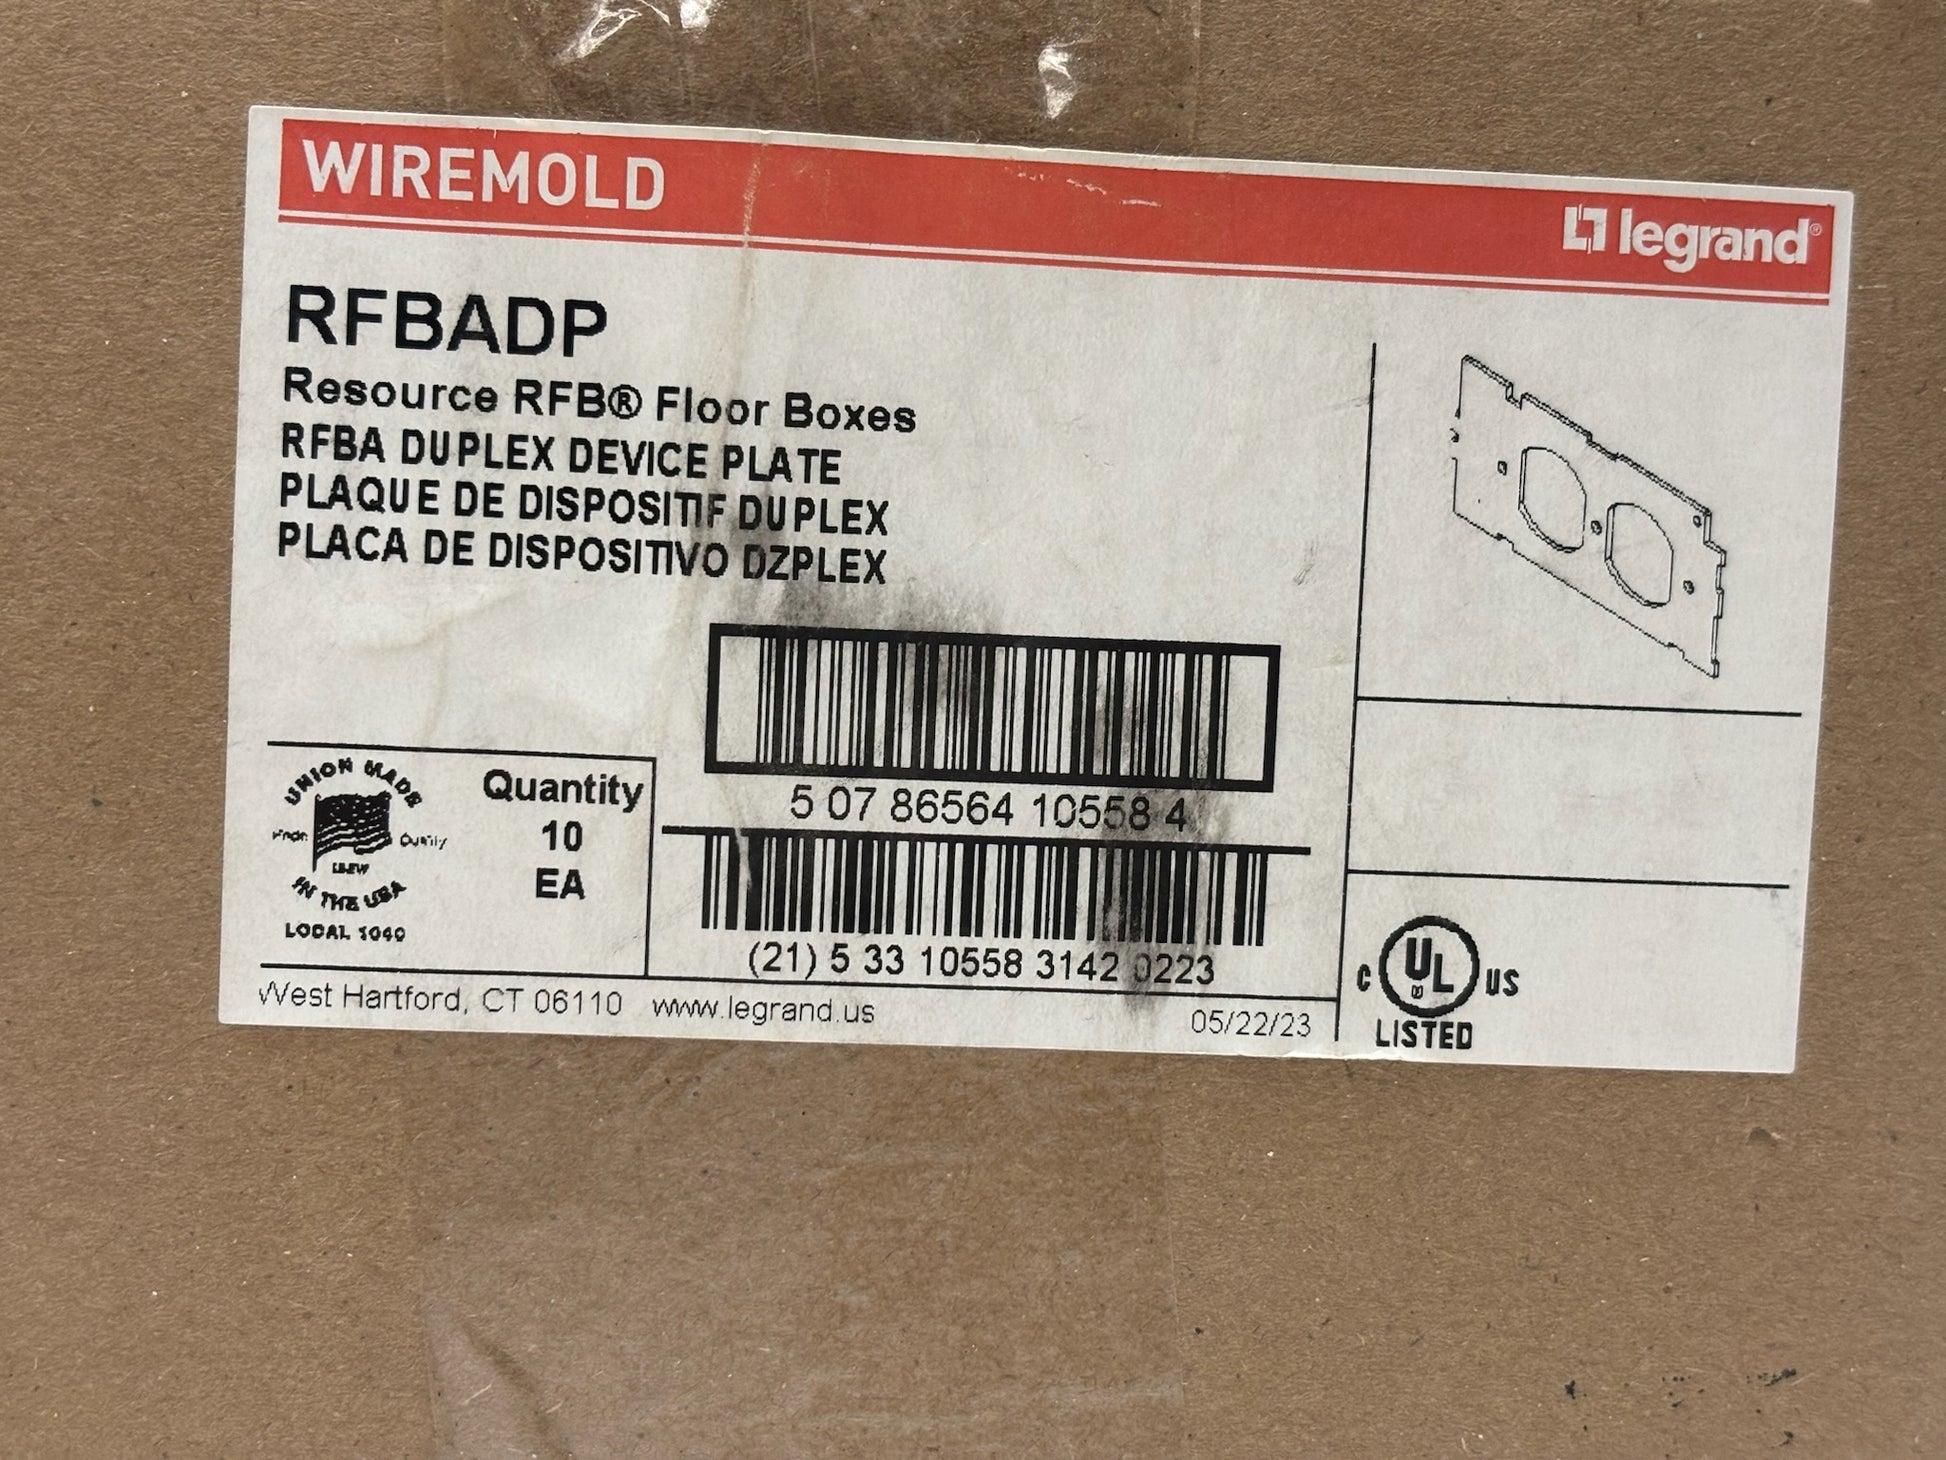 WIREMOLD
legrand®
RFBADP
Resource RFB® Floor Boxes
RFBA DUPLEX DEVICE PLATE
PLAQUE DE DISPOSITIF DUPLEX
PLACA DE DISPOSITIVO DZPLEX
5 07 86564 10558 4
UNION MADE
Quality
IBEW
IN THE USA
LOCAL 1040
Quantity
10
EA
(21) 5 33 10558 3142 0223
West Hartford, CT 06110 www.legrand.us
05/22/23
C UL US
LISTED